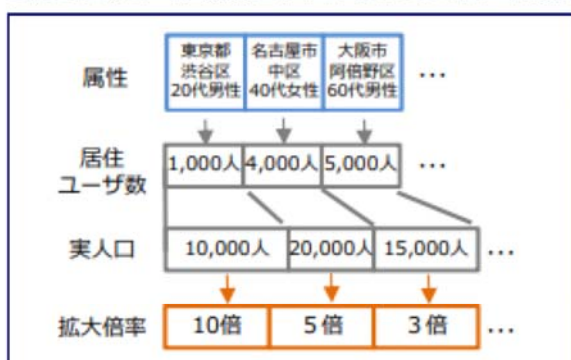 属性
東京都
渋谷区
20代男性
名古屋市
中区
40代女性
大阪市
阿倍野区
60代男性
…
居住
ユーザ数
1,000人 4,000人 5,000人 …
実人口
10,000人 20,000人 15,000人 …
拡大倍率
10倍 5倍 3倍 …